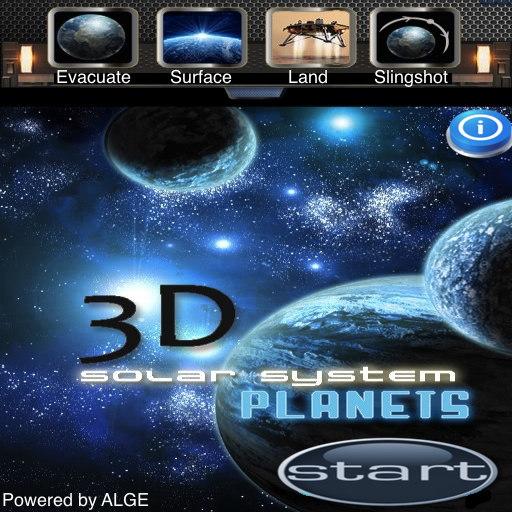 Evacuate Surface Land Slingshot
i
3D
solar system
PLANETS
start
Powered by ALGE